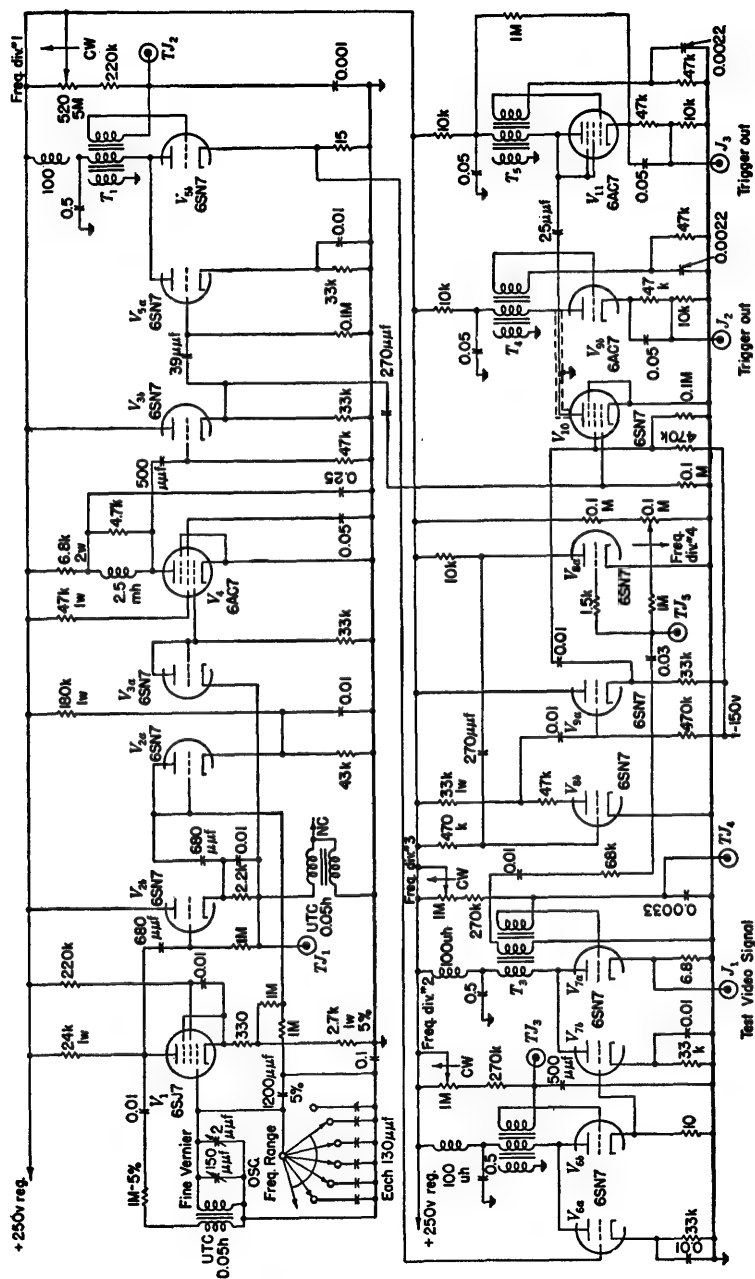 +250v reg.
Freq. div. #1
CW
24k
1w
220k
180k
1w
47k
1w
6.8k
2w
4.7k
2.5
mh
100
520
5M
220k
TJ₂
0.5
T₁
0.01
1M-5%
V₁
6SJ7
0.01
680
μμf
V₂b
6SN7
680
μμf
V₂a
6SN7
V₃a
6SN7
V₄
6AC7
500
μμf
V₃b
6SN7
39μμf
V₅a
6SN7
V₅b
6SN7
UTC
0.05h
Fine Vernier
150
μμf
2
μμf
OSC.
Freq. Range
1200μμf
5%
Each 130μμf
330
1M
1M
2.7k
1w
5%
0.1
1M
2.2k
0.01
TJ₁
UTC
0.05h
NC
43k
0.01
33k
0.05
0.125
47k
33k
0.1M
33k
0.01
15
0.001
270μμf
+250v reg.
Freq. div. #2
Freq. div. #3
100
uh
0.5
1M
CW
270k
TJ₃
500
μμf
V₆a
V₆b
6SN7
33k
0.01
10
100uh
0.5
T₃
1M
CW
270k
0.01
V₇b
V₇a
6SN7
33
k
0.01
6.8
J₁
Test Video Signal
0.0033
TJ₄
68k
470
k
33k
1w
47k
V₈b
6SN7
270μμf
0.01
470k
V₉a
6SN7
33k
-150v
0.01
0.03
TJ₅
1M
10k
1.5k
V₈a
6SN7
0.1
M
0.1
M
Freq.
div. #4
0.1
M
470k
0.1M
V₁₀
6SN7
25μμf
10k
0.05
T₄
V₉b
6AC7
47
k
10k
0.05
J₂
Trigger out
47k
0.0022
10k
0.05
T₅
1M
V₁₁
6AC7
47k
10k
0.05
J₃
Trigger out
47k
0.0022